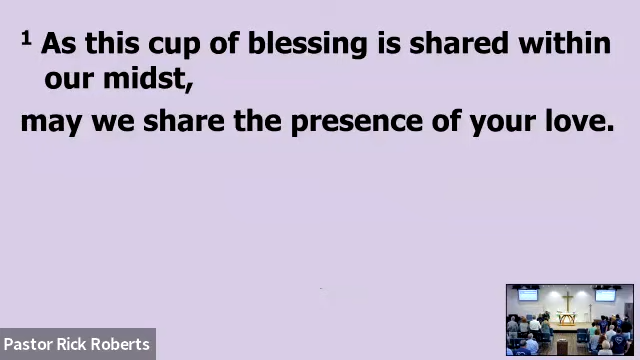 1 As this cup of blessing is shared within
our midst,
may we share the presence of your love.
Pastor Rick Roberts